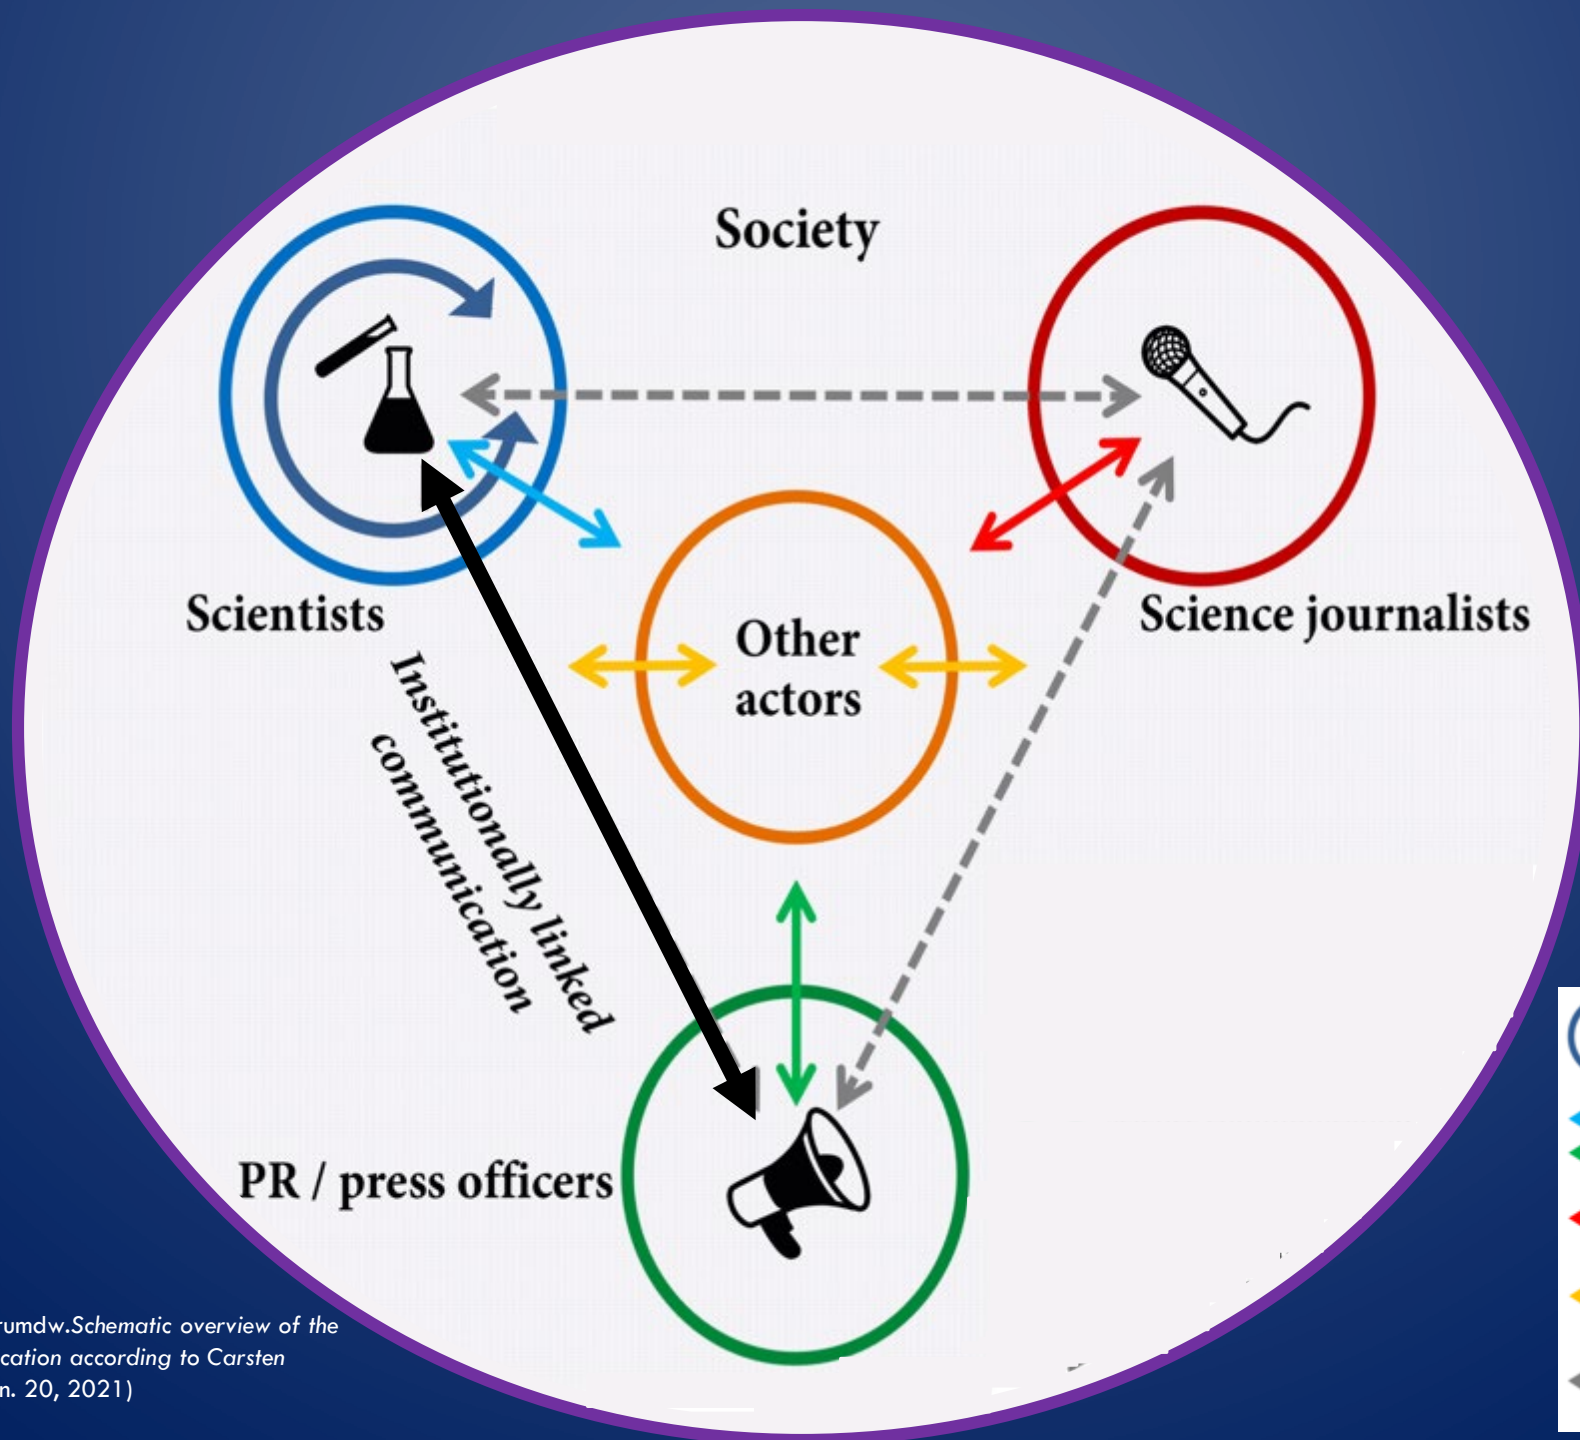 Society
Scientists
Science journalists
Other
actors
Institutionally linked
communication
PR / press officers
rumdw.Schematic overview of the
cation according to Carsten
n. 20, 2021)